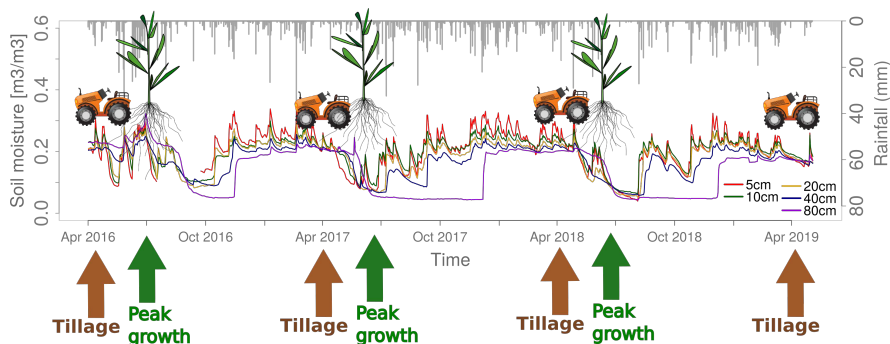 0.6
0.4
0.2
0.0
Soil moisture [m3/m3]
0
20
40
60
80
Rainfall (mm)
5cm
10cm
20cm
40cm
80cm
Apr 2016
Oct 2016
Apr 2017
Oct 2017
Apr 2018
Oct 2018
Apr 2019
Time
Tillage
Peak
growth
Tillage
Peak
growth
Tillage
Peak
growth
Tillage